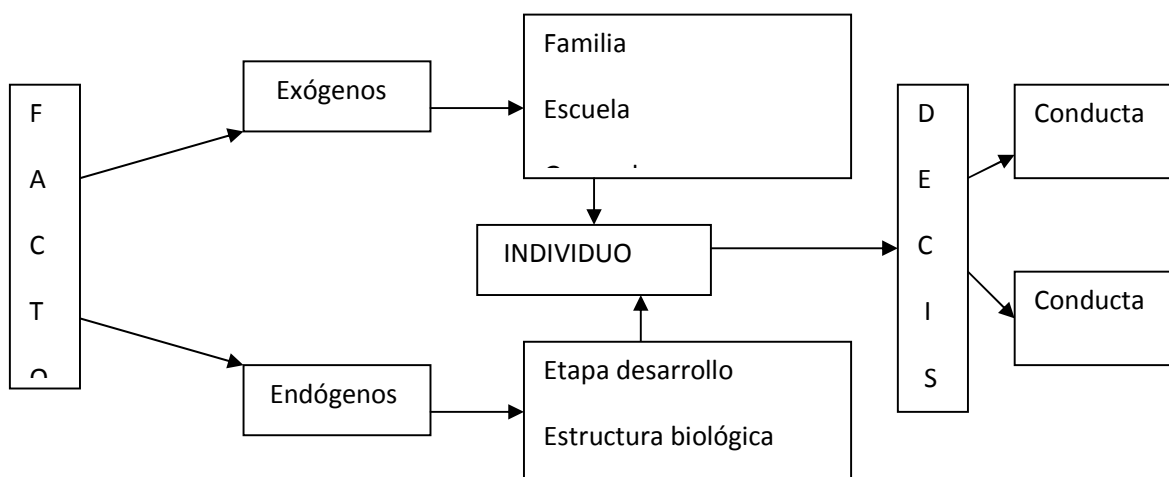 F
A
C
T
O
Exógenos
Familia
Escuela
INDIVIDUO
Endógenos
Etapa desarrollo
Estructura biológica
D
E
C
I
S
Conducta
Conducta